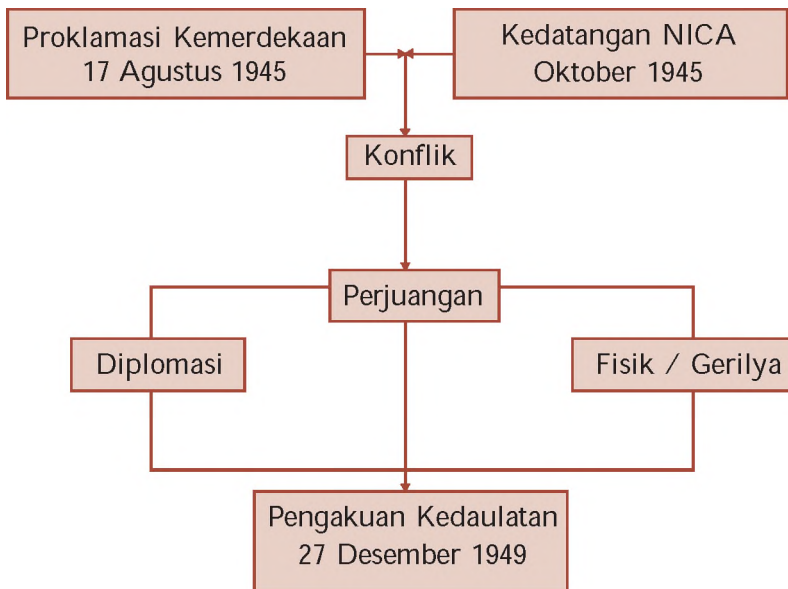 Proklamasi Kemerdekaan
17 Agustus 1945
Kedatangan NICA
Oktober 1945
Konflik
Perjuangan
Diplomasi
Fisik / Gerilya
Pengakuan Kedaulatan
27 Desember 1949